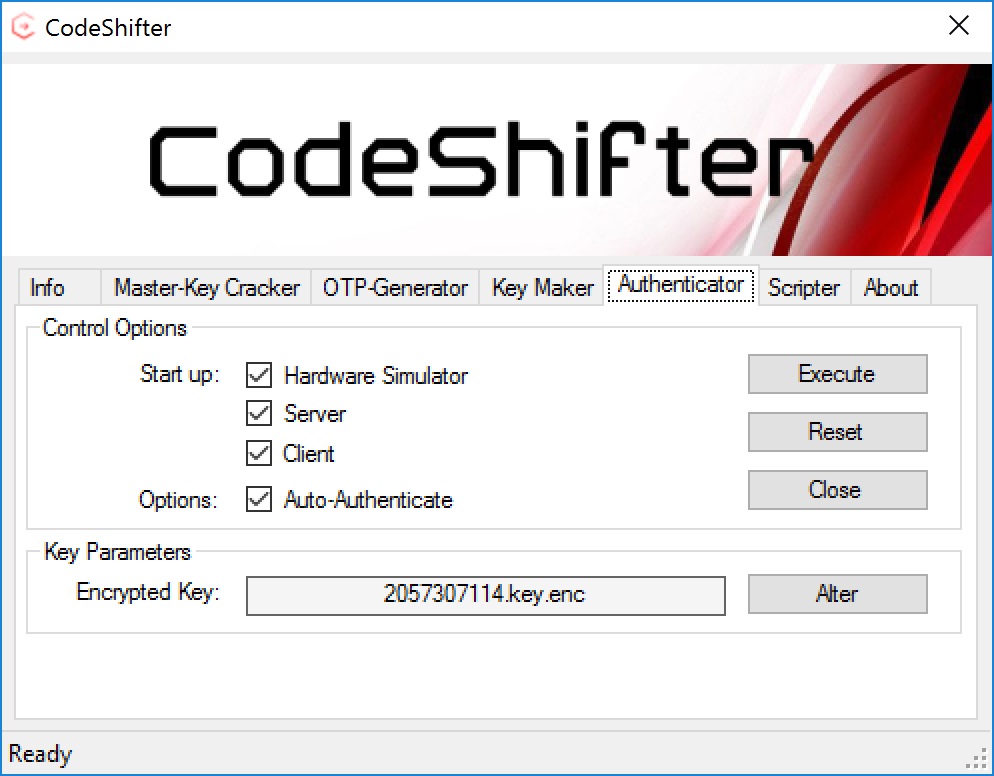 CodeShifter
CodeShifter
Info Master-Key Cracker OTP-Generator Key Maker Authenticator Scripter About
Control Options
Start up: Hardware Simulator Execute
Server
Reset
Client
Close
Options: Auto-Authenticate
Key Parameters
Encrypted Key: 2057307114.key.enc Alter
Ready